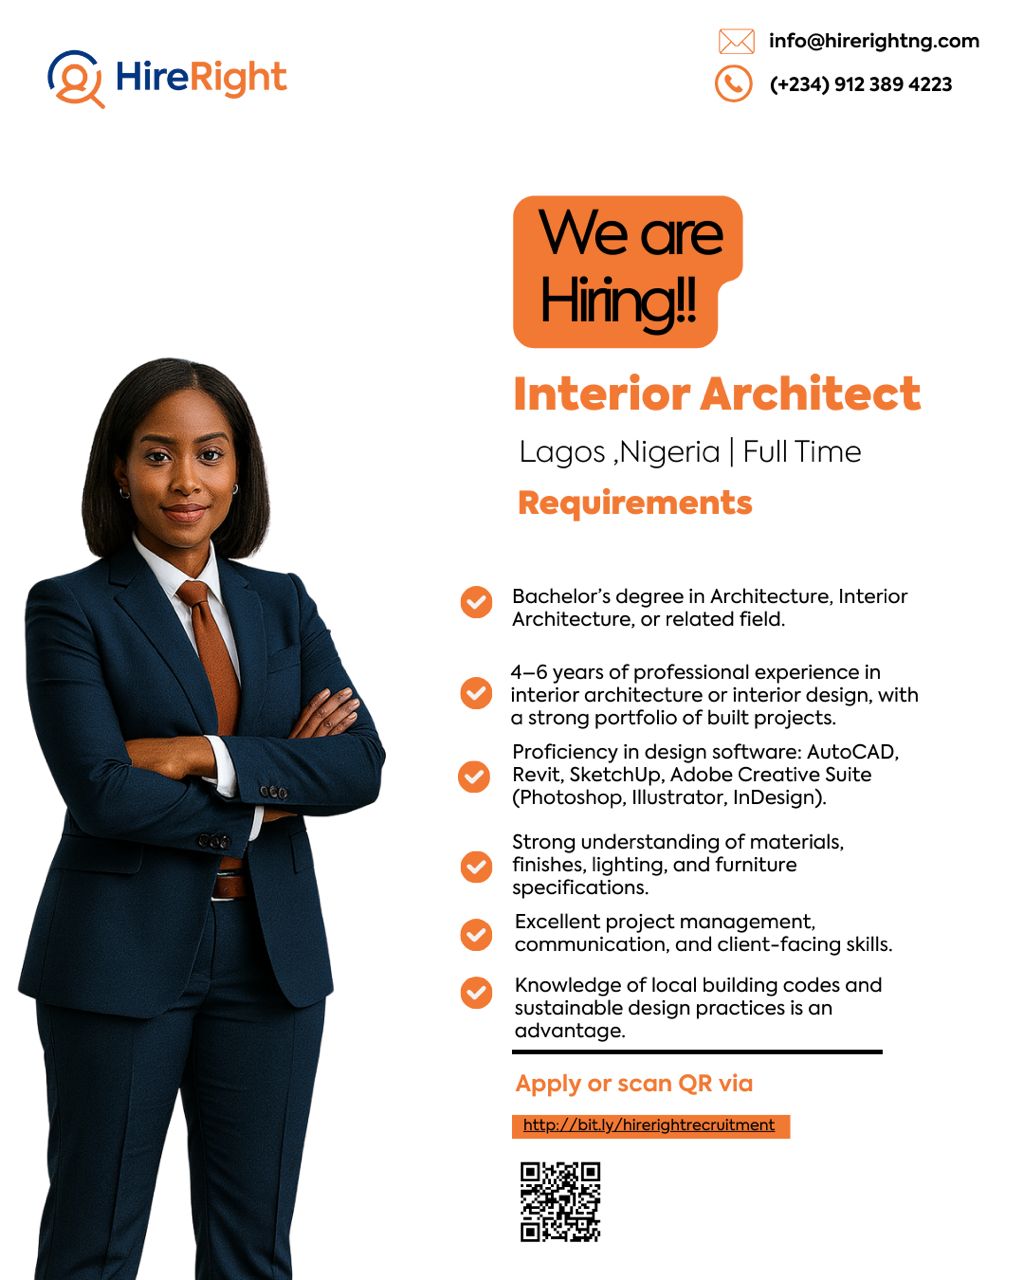 HireRight
info@hirerightng.com
(+234) 912 389 4223
We are
Hiring!!
Interior Architect
Lagos ,Nigeria | Full Time
Requirements
Bachelor’s degree in Architecture, Interior
Architecture, or related field.
4–6 years of professional experience in
interior architecture or interior design, with
a strong portfolio of built projects.
Proficiency in design software: AutoCAD,
Revit, SketchUp, Adobe Creative Suite
(Photoshop, Illustrator, InDesign).
Strong understanding of materials,
finishes, lighting, and furniture
specifications.
Excellent project management,
communication, and client-facing skills.
Knowledge of local building codes and
sustainable design practices is an
advantage.
Apply or scan QR via
http://bit.ly/hirerightrecruitment